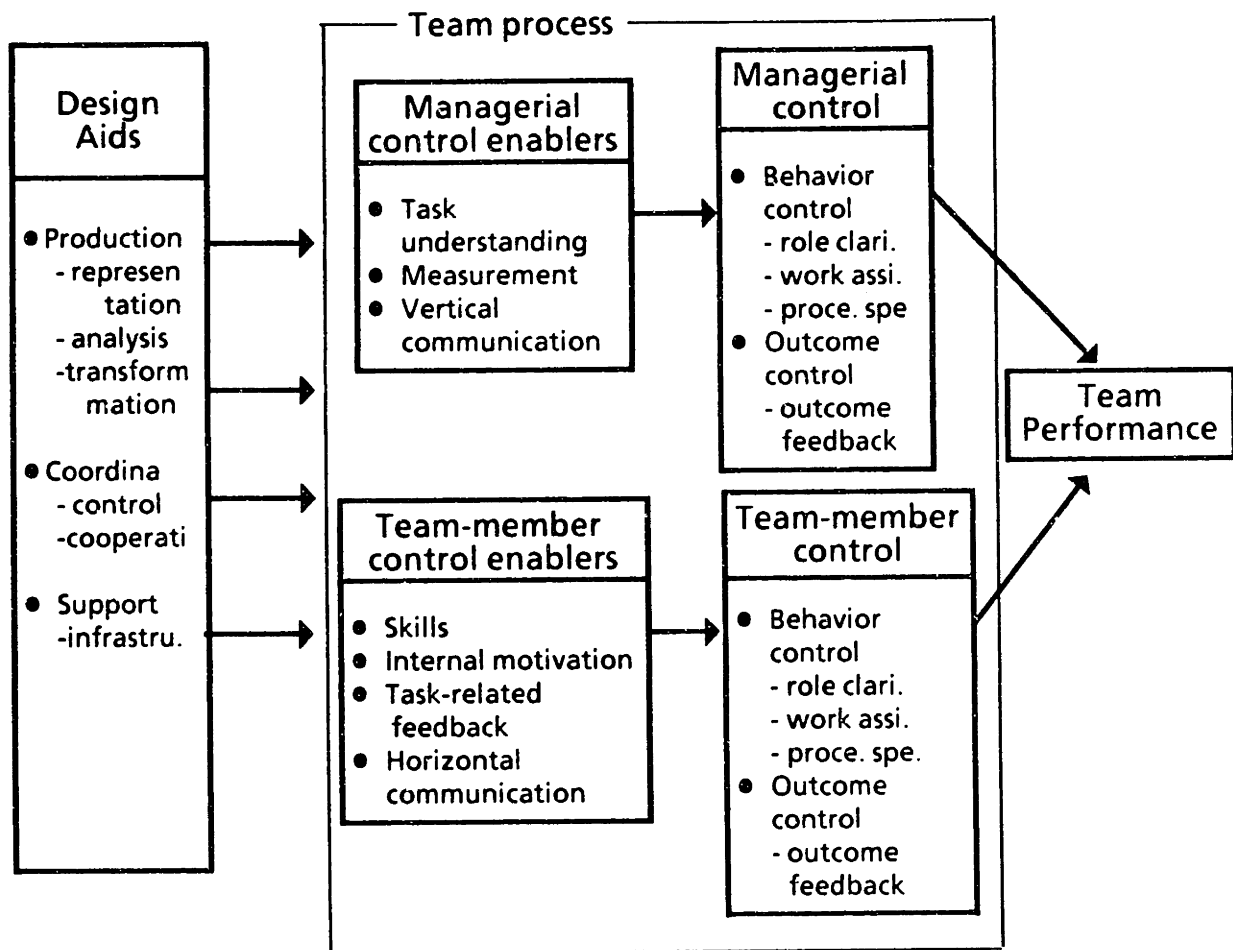 Team process
Design
Aids
● Production
- represen
tation
- analysis
-transfor
mation
● Coordina
- control
-cooperati
● Support
-infrastru.
Managerial
control enablers
● Task
understanding
● Measurement
● Vertical
communication
Managerial
control
● Behavior
control
- role clari.
- work assi.
- proce. spe
● Outcome
control
- outcome
feedback
Team-member
control enablers
● Skills
● Internal motivation
● Task-related
feedback
● Horizontal
communication
Team-member
control
● Behavior
control
- role clari.
- work assi.
- proce. spe.
● Outcome
control
- outcome
feedback
Team
Performance